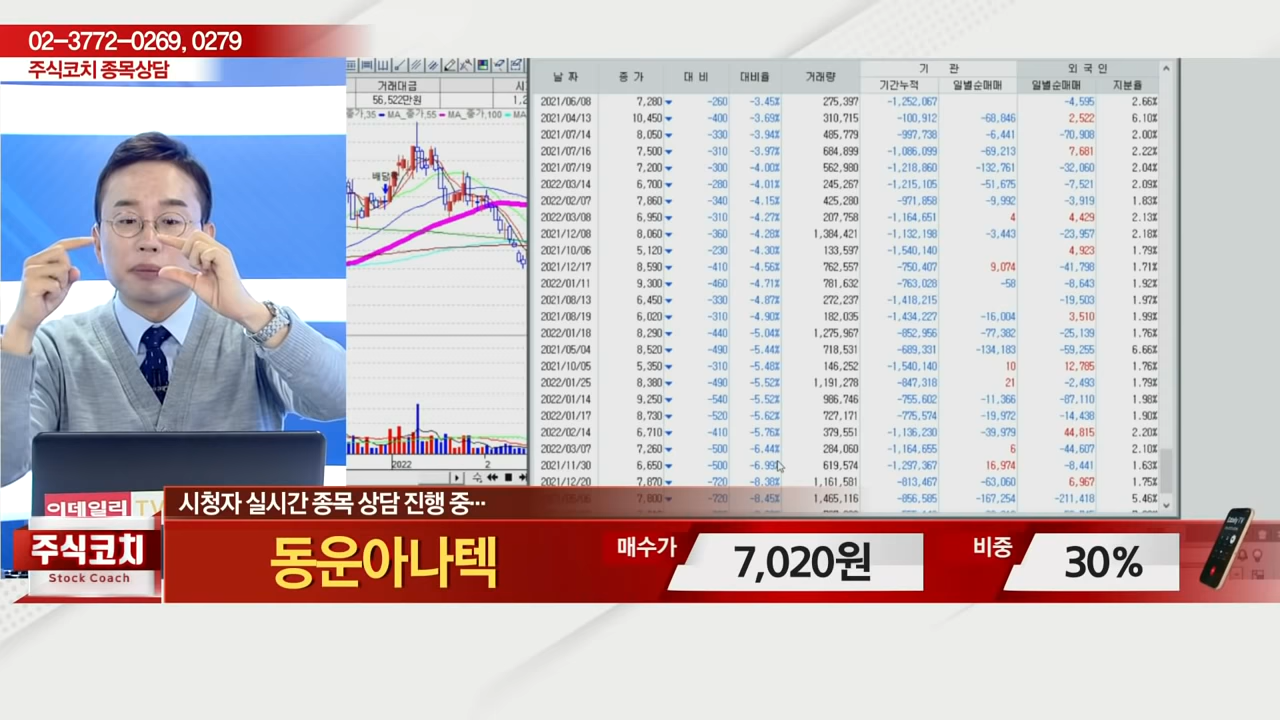 02-3772-0269, 0279
주식코치 종목상담
거래대금
56,522만원 1,2
종가,35 MA_종가,55 MA_종가,100 MA
배당
2022 2
날 짜 종 가 대 비 대비율 거래량 기 관 외 국 인
기간누적 일별순매매 일별순매매 지분율
2021/06/08 7,280 -260 -3.45% 275,397 -1,252,067 -4,595 2.66%
2021/04/13 10,450 -400 -3.69% 310,715 -100,912 -68,846 2,522 6.10%
2021/07/14 8,050 -330 -3.94% 485,779 -997,738 -6,441 -70,908 2.00%
2021/07/16 7,500 -310 -3.97% 684,899 -1,086,099 -69,213 7,681 2.22%
2021/07/19 7,200 -300 -4.00% 562,980 -1,218,860 -132,761 -32,060 2.04%
2022/03/14 6,700 -280 -4.01% 245,267 -1,215,105 -51,675 -7,521 2.09%
2022/02/07 7,860 -340 -4.15% 425,280 -971,858 -9,992 -3,919 1.83%
2022/03/08 6,950 -310 -4.27% 207,758 -1,164,651 4 4,429 2.13%
2021/12/08 8,060 -360 -4.28% 1,384,421 -1,132,198 -3,443 -23,957 2.18%
2021/10/06 5,120 -230 -4.30% 133,597 -1,540,140 4,923 1.79%
2021/12/17 8,590 -410 -4.56% 762,557 -750,407 9,074 -41,798 1.71%
2022/01/11 9,300 -460 -4.71% 781,632 -763,028 -58 -8,643 1.92%
2021/08/13 6,450 -330 -4.87% 272,237 -1,418,215 -19,503 1.97%
2021/08/19 6,020 -310 -4.90% 182,035 -1,434,227 -16,004 3,510 1.99%
2022/01/18 8,290 -440 -5.04% 1,275,967 -852,956 -77,382 -25,139 1.76%
2021/05/04 8,520 -490 -5.44% 718,531 -689,331 -134,183 -59,255 6.66%
2021/10/05 5,350 -310 -5.48% 146,252 -1,540,140 10 12,785 1.76%
2022/01/25 8,380 -490 -5.52% 1,191,278 -847,318 21 -2,493 1.79%
2022/01/14 9,250 -540 -5.52% 986,746 -755,602 -11,366 -87,110 1.98%
2022/01/17 8,730 -520 -5.62% 727,171 -775,574 -19,972 -14,438 1.90%
2022/02/14 6,710 -410 -5.76% 379,551 -1,136,230 -39,979 44,815 2.20%
2022/03/07 7,260 -500 -6.44% 284,060 -1,164,655 6 -44,607 2.10%
2021/11/30 6,650 -500 -6.99% 619,574 -1,297,367 16,974 -8,441 1.63%
2021/12/20 7,870 -720 -8.38% 1,161,581 -813,467 -63,060 6,967 1.75%
7,800 -720 -8.45% 1,465,116 -856,585 -167,254 -211,418 5.46%
이데일리 TV
주식코치
Stock Coach
시청자 실시간 종목 상담 진행 중…
동운아나텍 매수가 7,020원 비중 30%